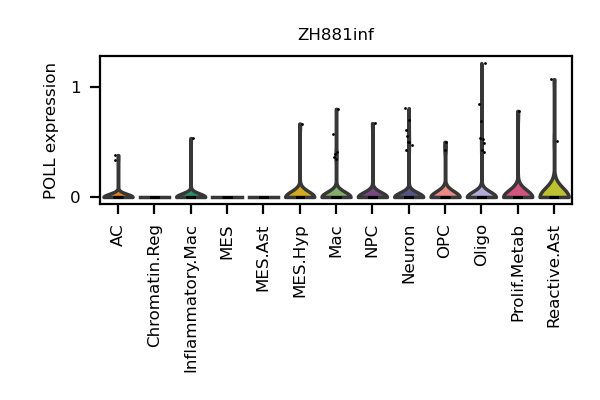 ZH881inf
POLL expression
1
0
AC
Chromatin.Reg
Inflammatory.Mac
MES
MES.Ast
MES.Hyp
Mac
NPC
Neuron
OPC
Oligo
Prolif.Metab
Reactive.Ast